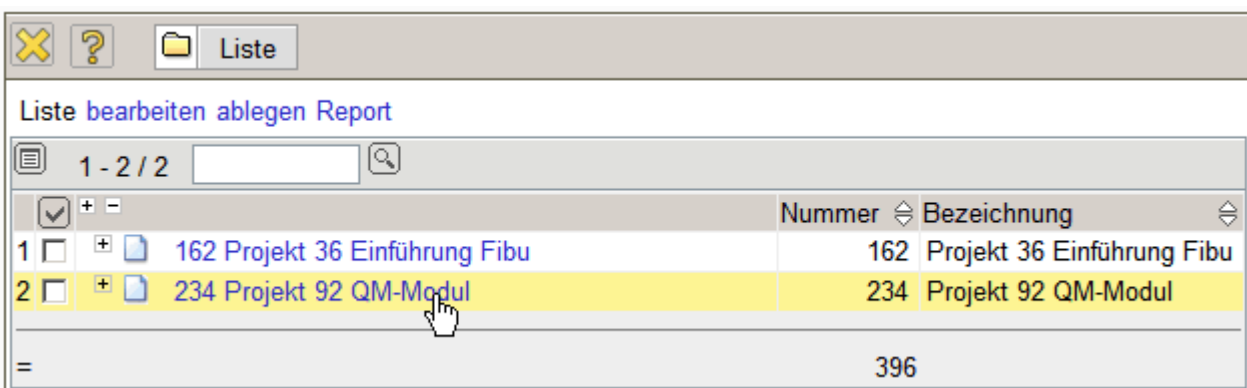 Liste
Liste bearbeiten ablegen Report
1 - 2 / 2
Nummer Bezeichnung
1 162 Projekt 36 Einführung Fibu 162 Projekt 36 Einführung Fibu
2 234 Projekt 92 QM-Modul 234 Projekt 92 QM-Modul
= 396